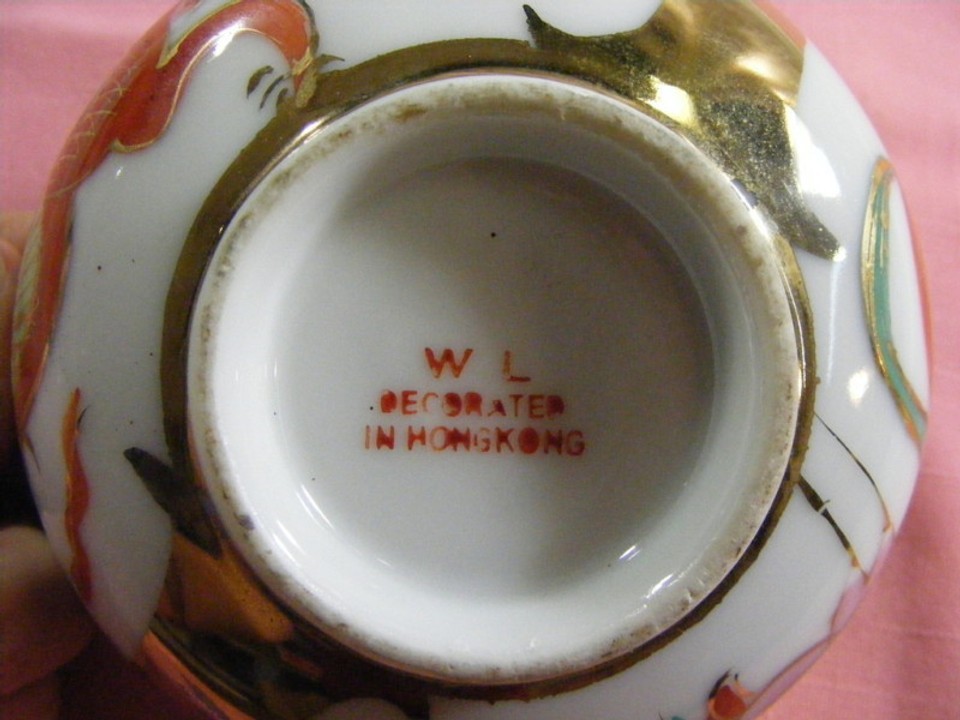 W L
DECORATED
IN HONGKONG